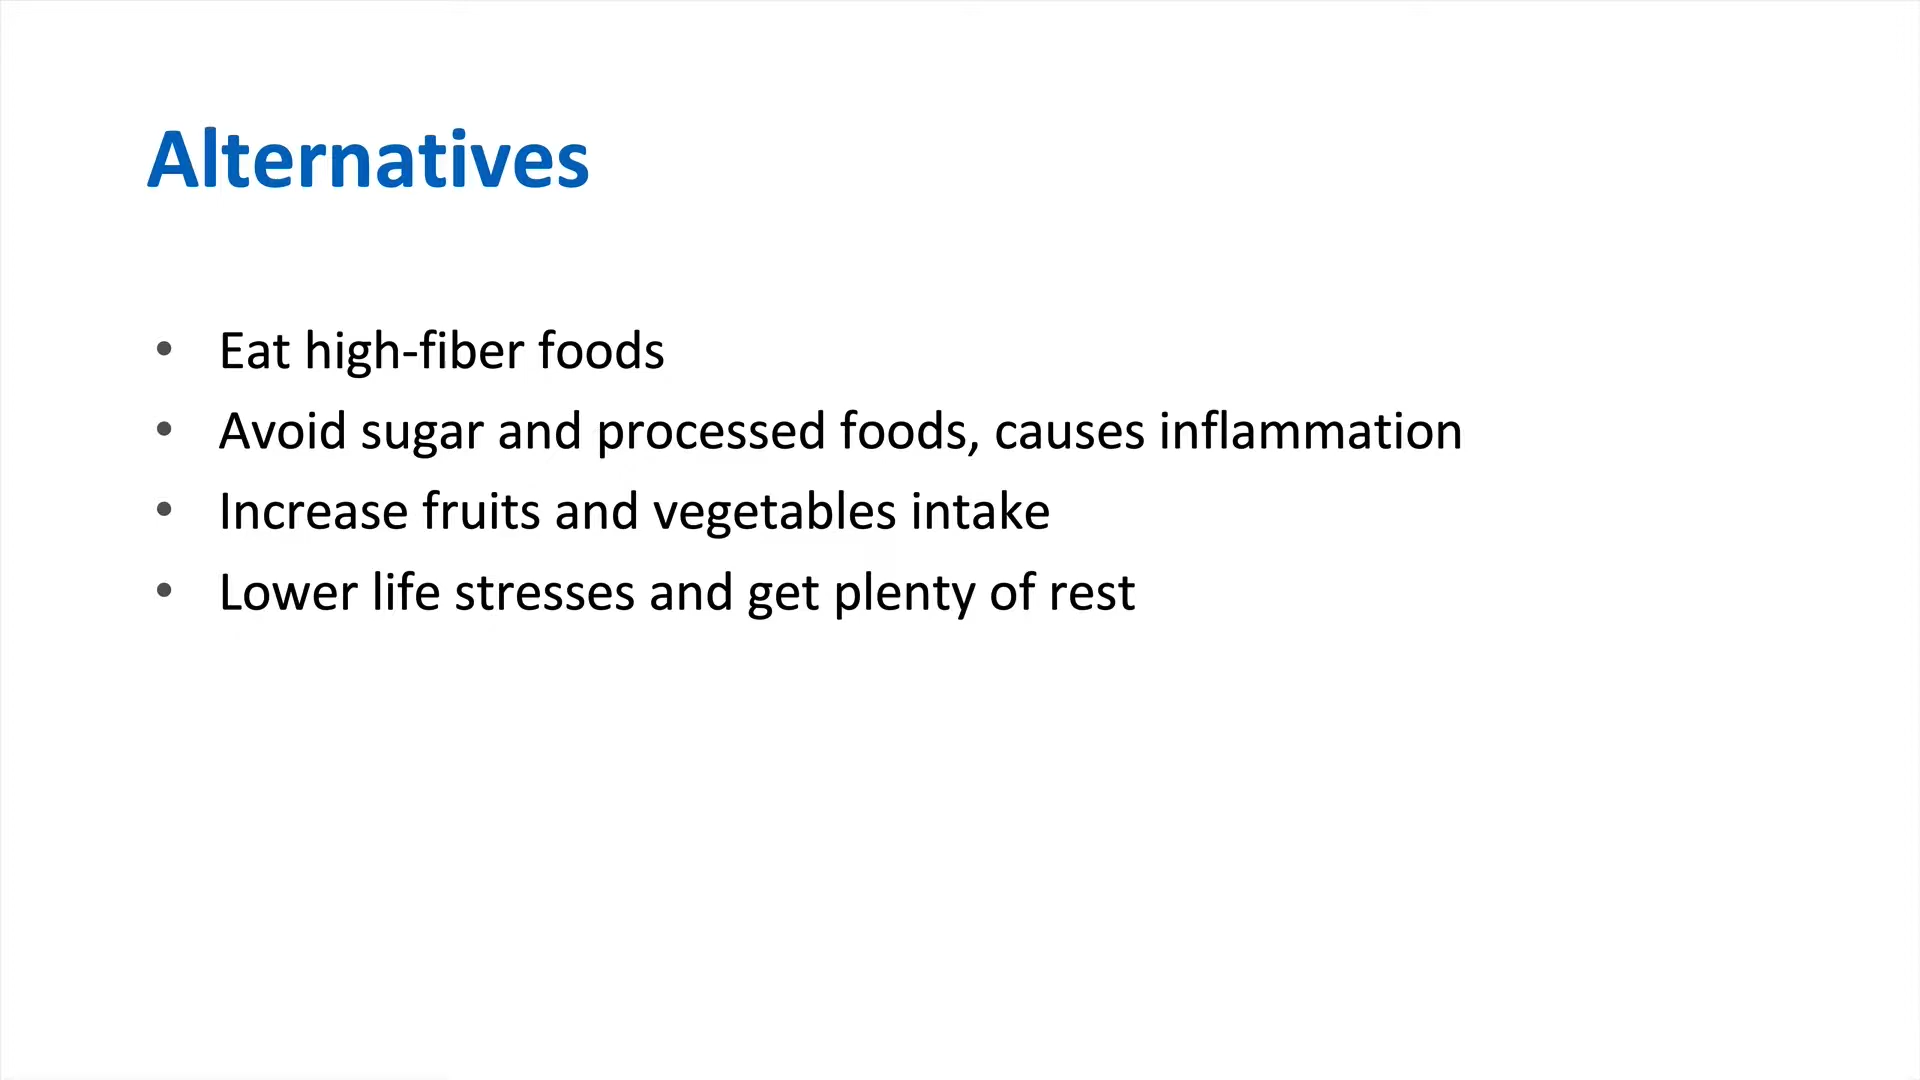 Alternatives
• Eat high-fiber foods
• Avoid sugar and processed foods, causes inflammation
• Increase fruits and vegetables intake
• Lower life stresses and get plenty of rest